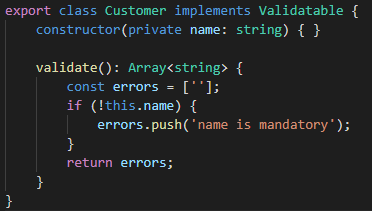 export class Customer implements Validatable {
    constructor(private name: string) { }

    validate(): Array<string> {
        const errors = [''];
        if (!this.name) {
            errors.push('name is mandatory');
        }
        return errors;
    }
}